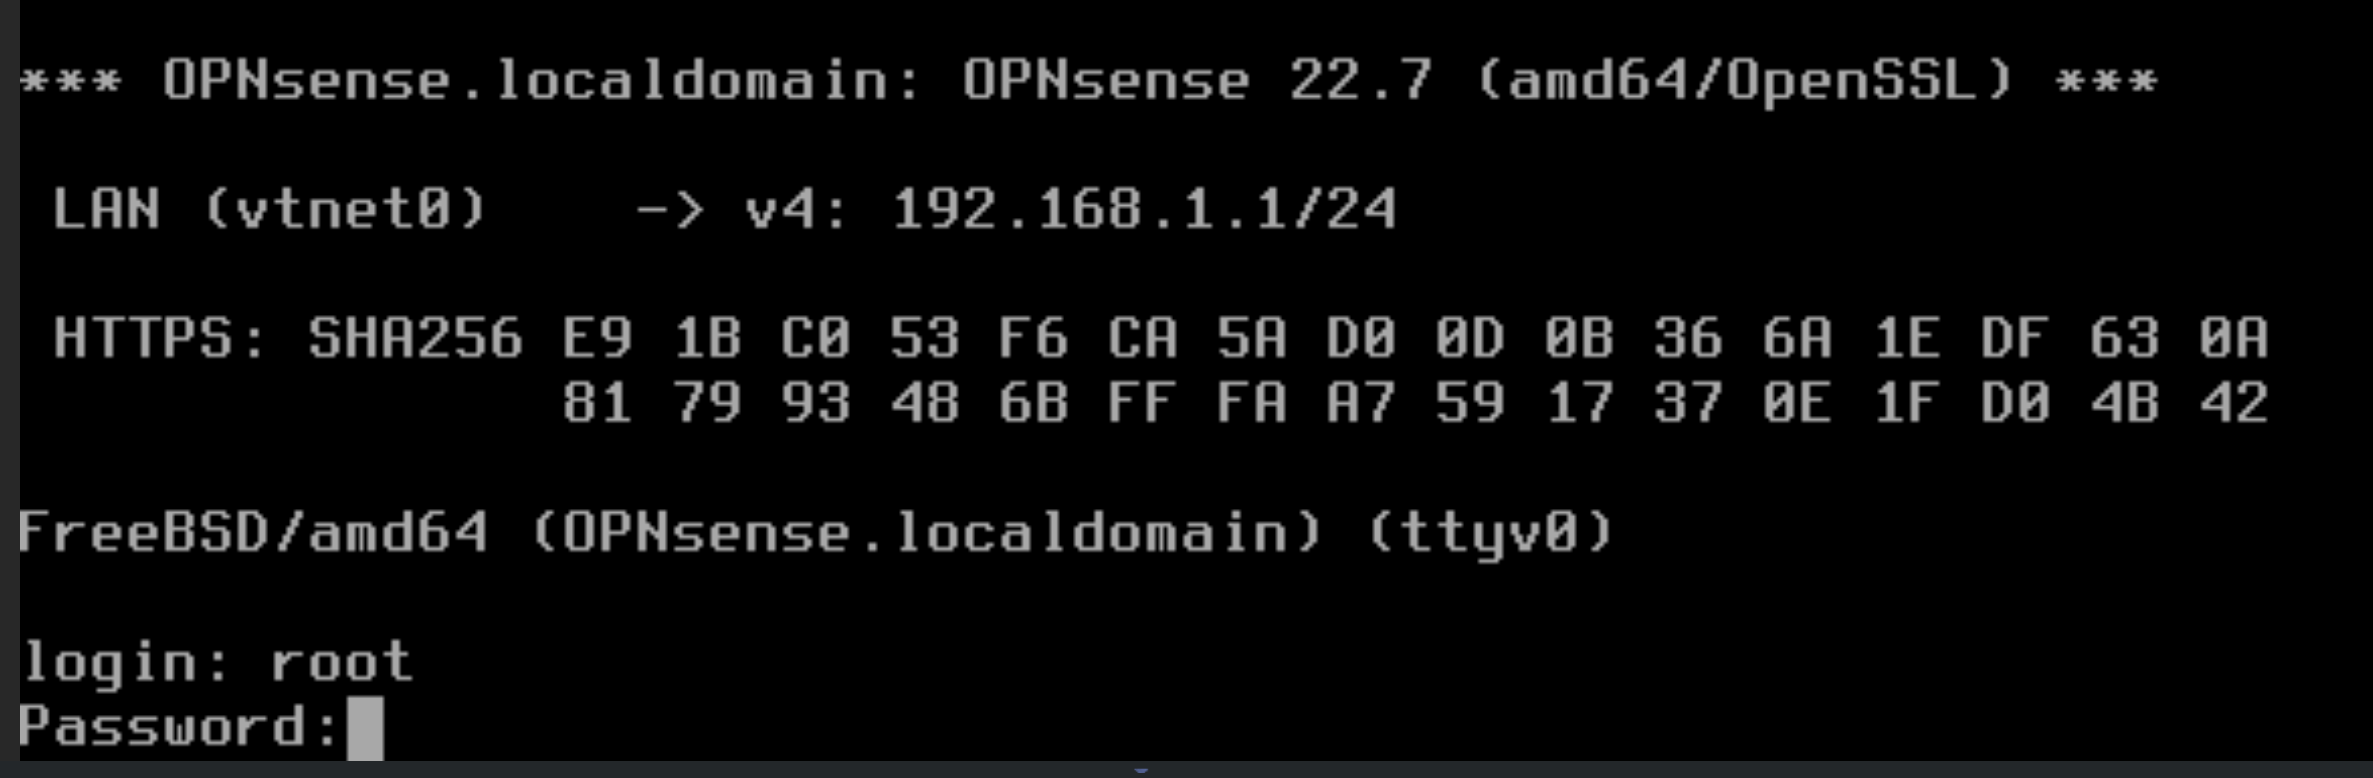 *** OPNsense.localdomain: OPNsense 22.7 (amd64/OpenSSL) ***
LAN (vtnet0)    -> v4: 192.168.1.1/24
HTTPS: SHA256 E9 1B C0 53 F6 CA 5A D0 0D 0B 36 6A 1E DF 63 0A
81 79 93 48 6B FF FA A7 59 17 37 0E 1F D0 4B 42
FreeBSD/amd64 (OPNsense.localdomain) (ttyv0)
login: root
Password: